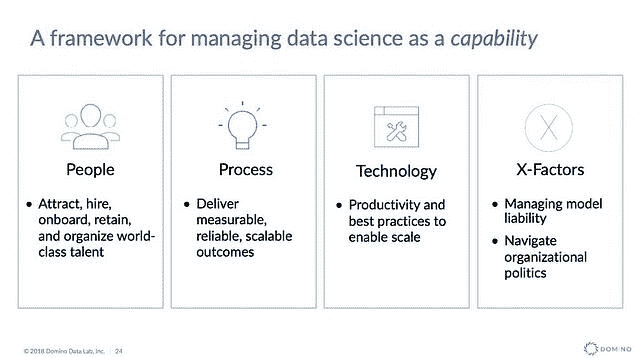 A framework for managing data science as a capability
People
• Attract, hire,
onboard, retain,
and organize world-
class talent
Process
• Deliver
measurable,
reliable, scalable
outcomes
Technology
• Productivity and
best practices to
enable scale
X
X-Factors
• Managing model
liability
• Navigate
organizational
politics
© 2018 Domino Data Lab, Inc. 24
DOMINO